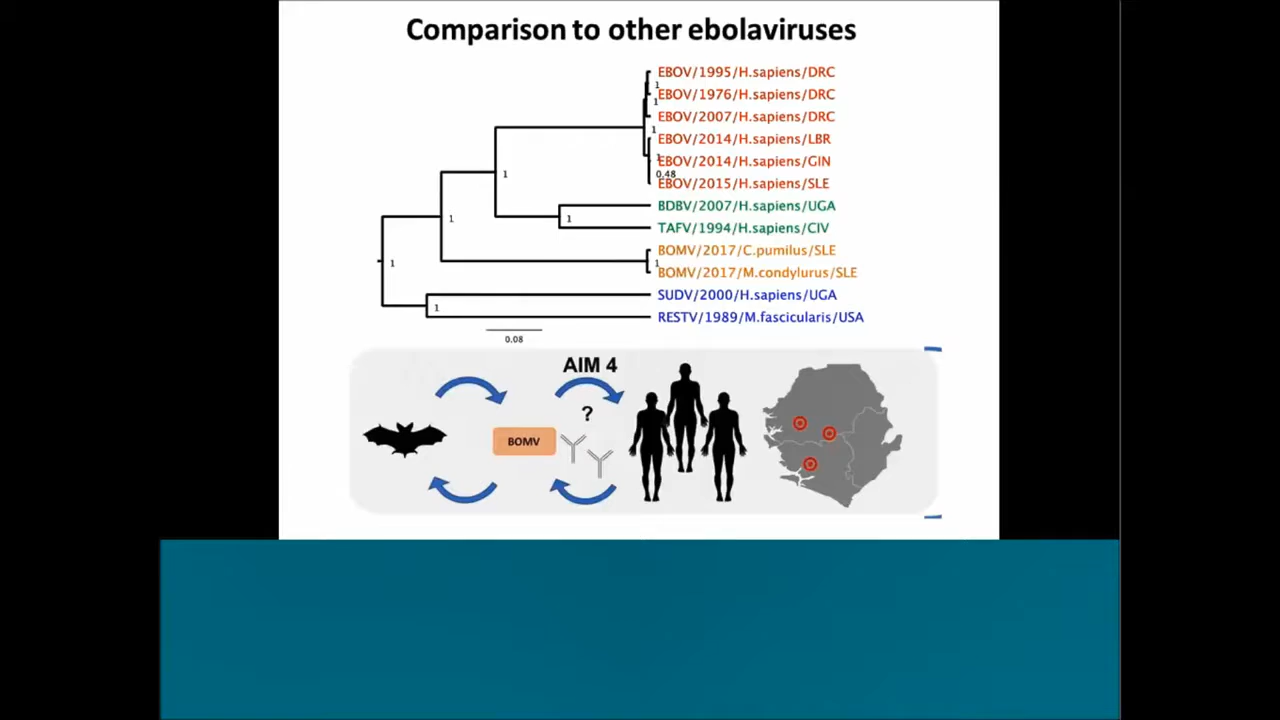 Comparison to other ebolaviruses
EBOV/1995/H.sapiens/DRC
1
EBOV/1976/H.sapiens/DRC
1
EBOV/2007/H.sapiens/DRC
1
EBOV/2014/H.sapiens/LBR
1
EBOV/2014/H.sapiens/GIN
0.48
EBOV/2015/H.sapiens/SLE
1
BDBV/2007/H.sapiens/UGA
1
1
TAFV/1994/H.sapiens/CIV
BOMV/2017/C.pumilus/SLE
1
1
BOMV/2017/M.condylurus/SLE
SUDV/2000/H.sapiens/UGA
1
RESTV/1989/M.fascicularis/USA
0.08
AIM 4
?
BOMV